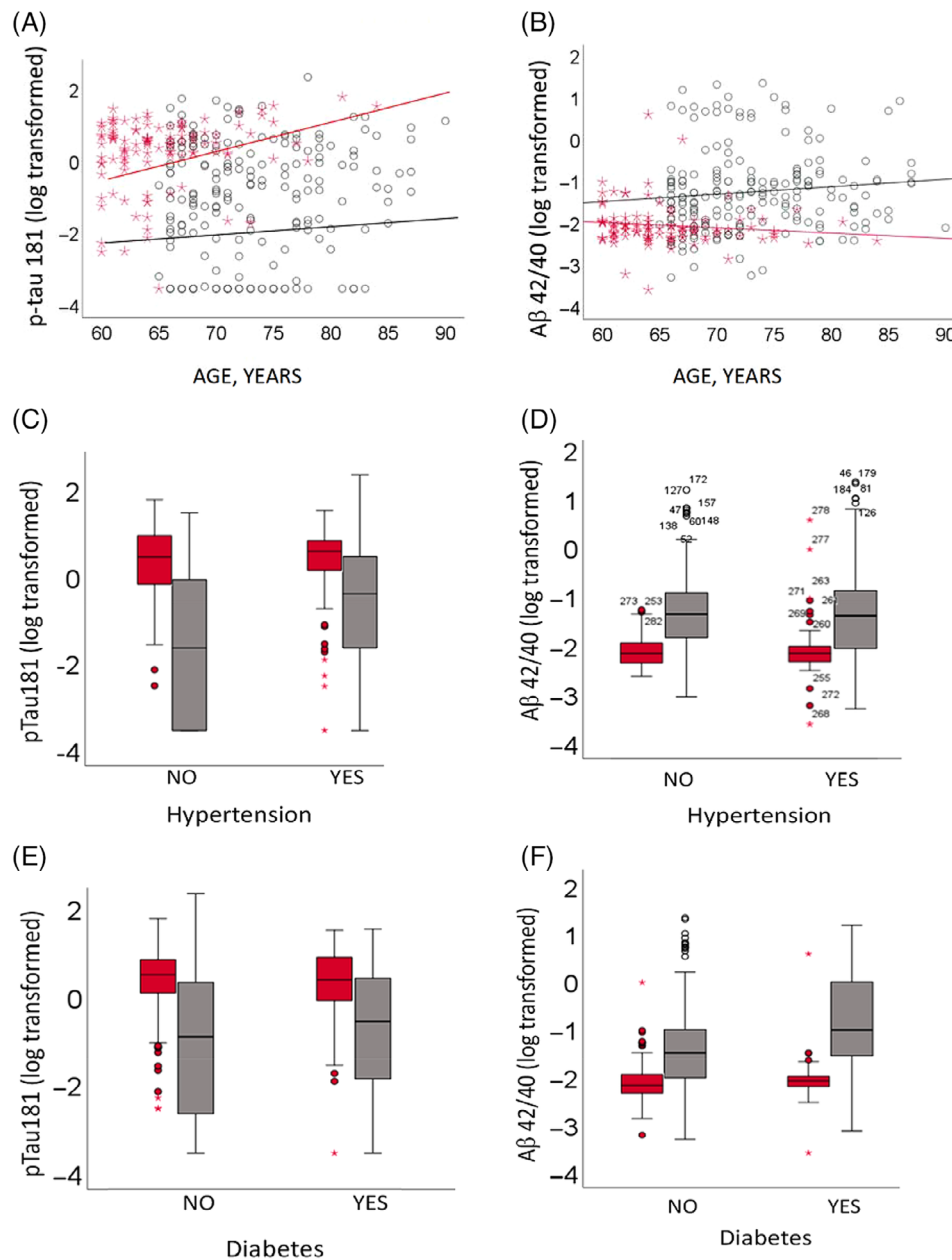 (A)
p-tau 181 (log transformed)
2
0
−2
−4
60 65 70 75 80 85 90
AGE, YEARS
(B)
Aβ 42/40 (log transformed)
2
1
0
−1
−2
−3
−4
60 65 70 75 80 85 90
AGE, YEARS
(C)
pTau181 (log transformed)
2
0
-2
-4
NO YES
Hypertension
(D)
Aβ 42/40 (log transformed)
2
1
0
−1
−2
−3
−4
172
127
157
47
60 148
138
52
273 253
282
46 179
184 81
126
278
277
263
271
269
260
255
272
268
NO YES
Hypertension
(E)
pTau181 (log transformed)
2
0
−2
−4
NO YES
Diabetes
(F)
Aβ 42/40 (log transformed)
2
1
0
−1
−2
−3
−4
NO YES
Diabetes